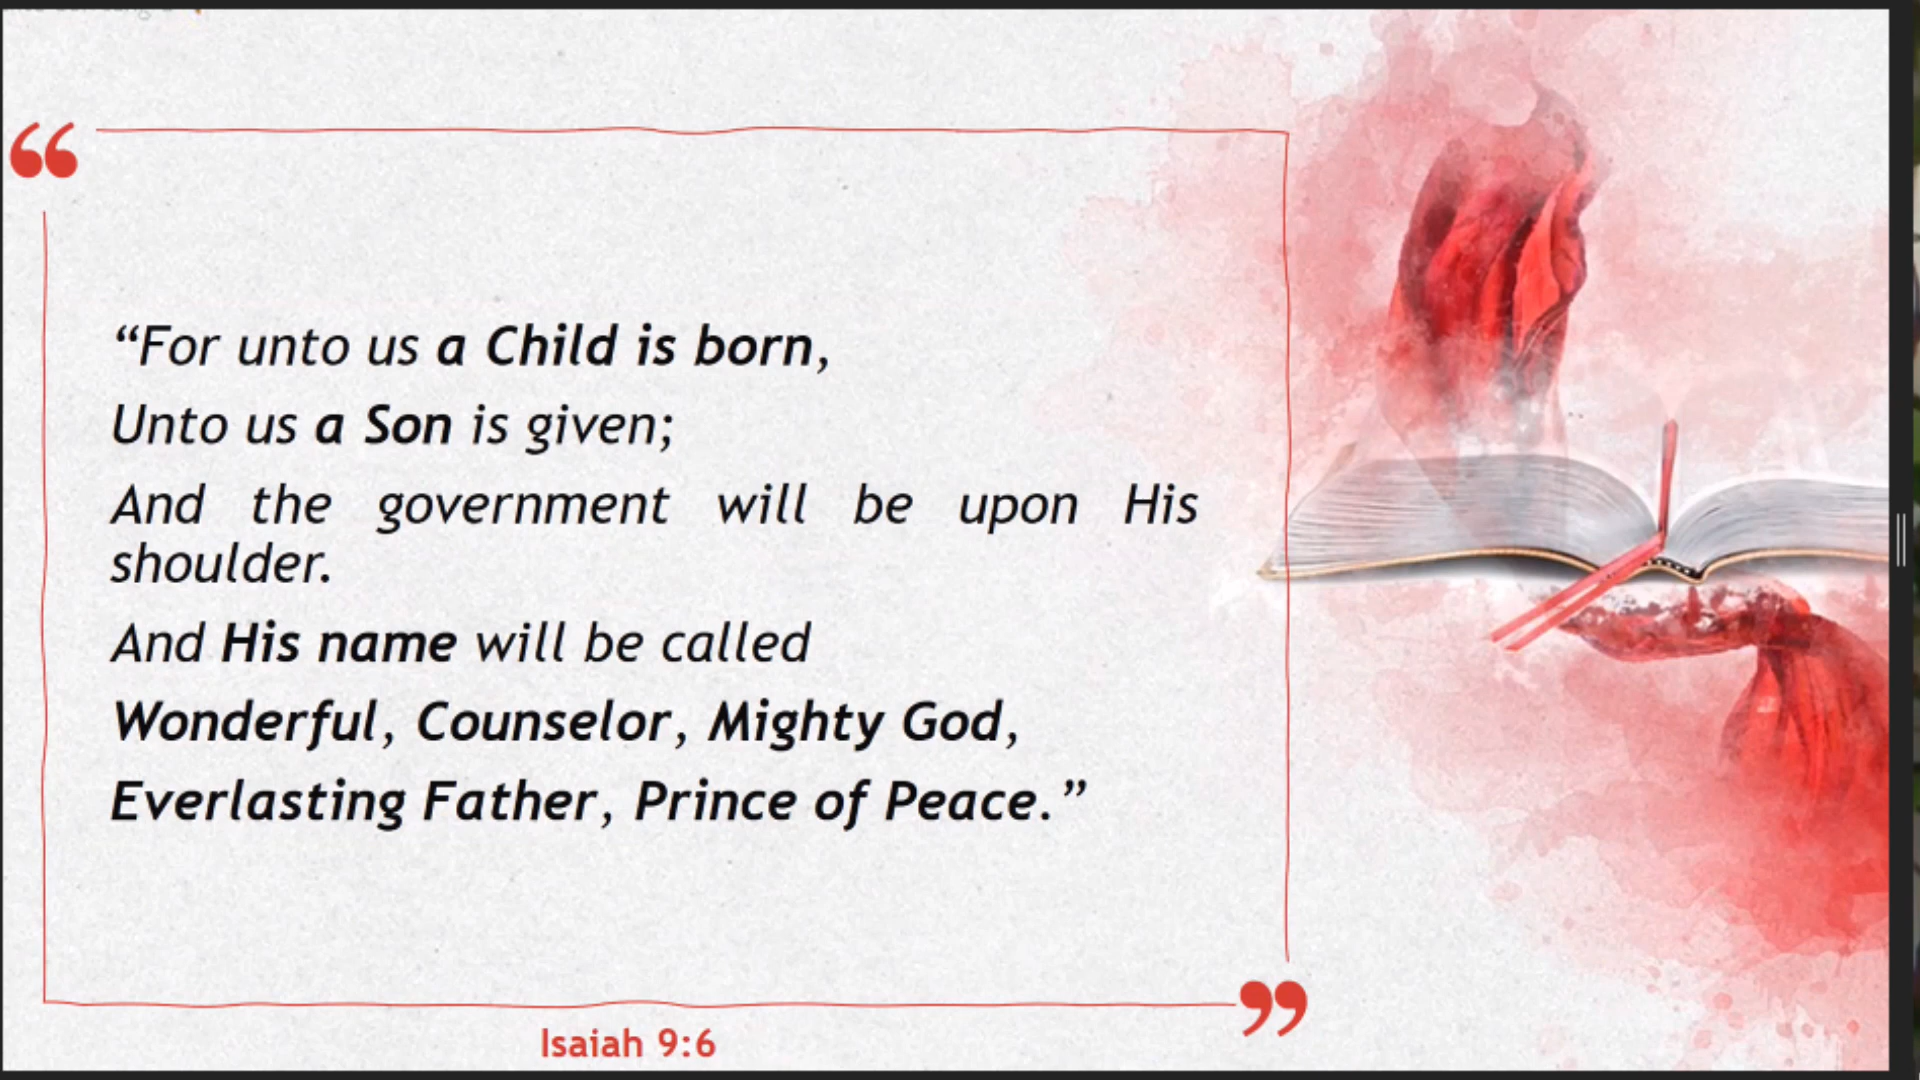 “For unto us a Child is born,
Unto us a Son is given;
And the government will be upon His
shoulder.
And His name will be called
Wonderful, Counselor, Mighty God,
Everlasting Father, Prince of Peace.”
Isaiah 9:6